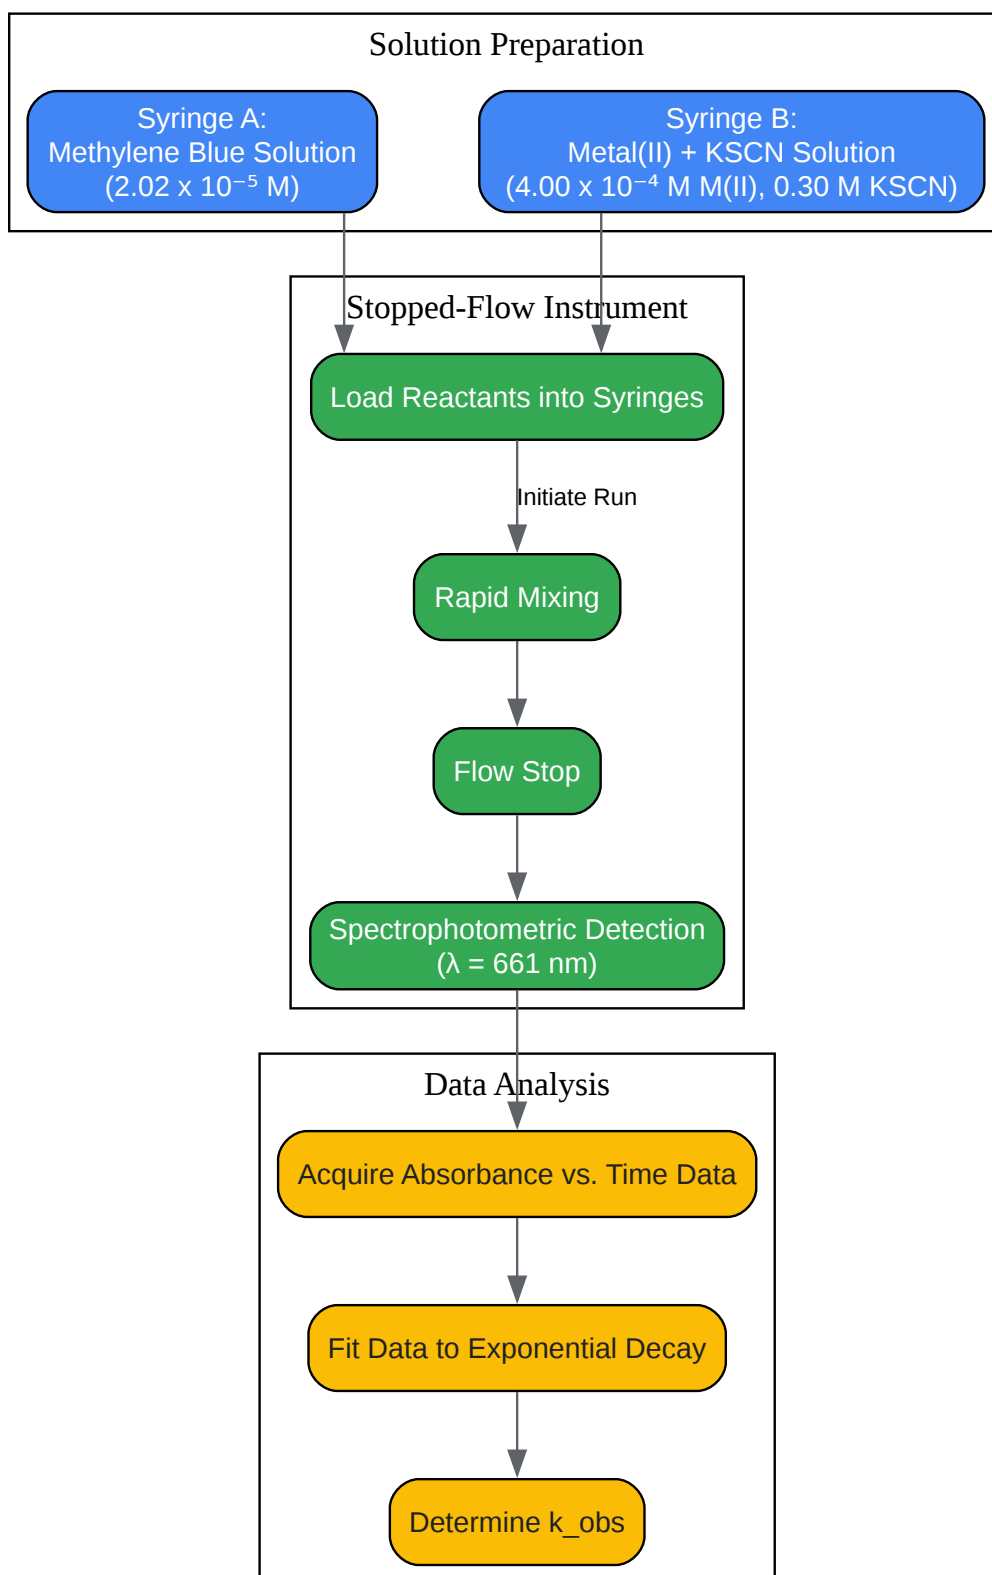 Solution Preparation
Syringe A:
Methylene Blue Solution
(2.02 x 10⁻⁵ M)
Syringe B:
Metal(II) + KSCN Solution
(4.00 x 10⁻⁴ M M(II), 0.30 M KSCN)
Stopped-Flow Instrument
Load Reactants into Syringes
Initiate Run
Rapid Mixing
Flow Stop
Spectrophotometric Detection
(λ = 661 nm)
Data Analysis
Acquire Absorbance vs. Time Data
Fit Data to Exponential Decay
Determine k_obs